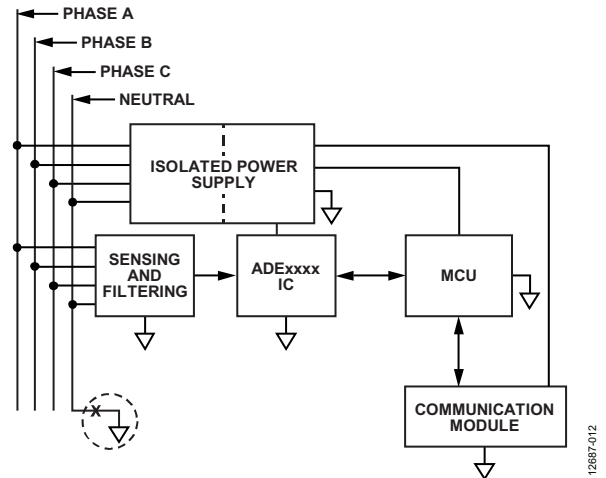 PHASE A
PHASE B
PHASE C
NEUTRAL
ISOLATED POWER
SUPPLY
SENSING
AND
FILTERING
ADExxxx
IC
MCU
X
COMMUNICATION
MODULE
12687-012